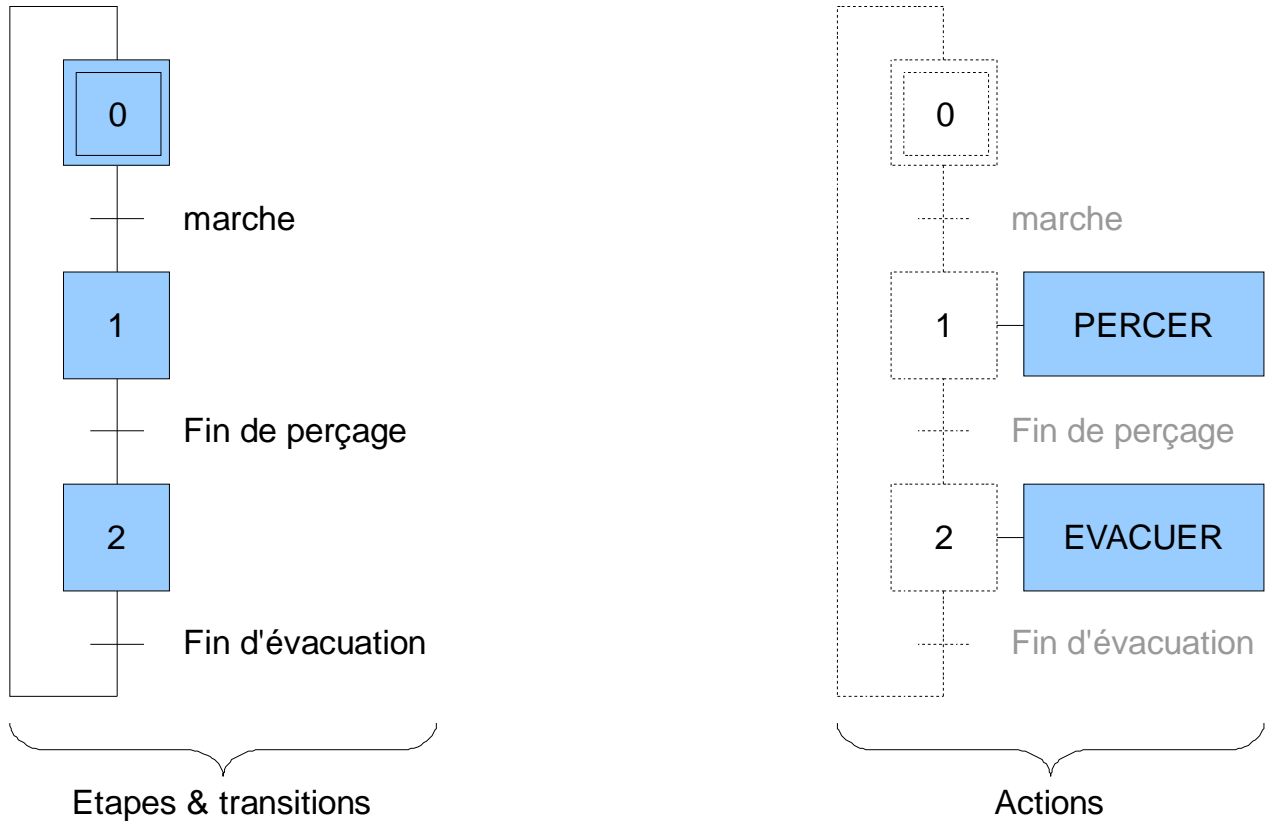 0
marche
1
Fin de perçage
2
Fin d'évacuation
Etapes & transitions
0
marche
1
PERCER
Fin de perçage
2
EVACUER
Fin d'évacuation
Actions